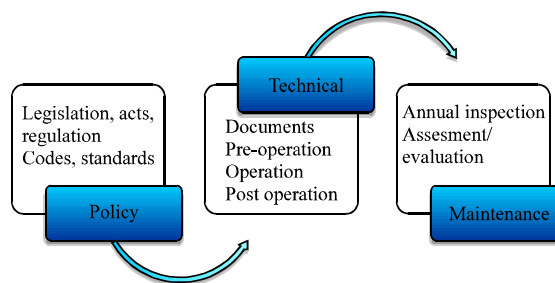 Legislation, acts,
regulation
Codes, standards
Policy
Technical
Documents
Pre-operation
Operation
Post operation
Annual inspection
Assesment/
evaluation
Maintenance